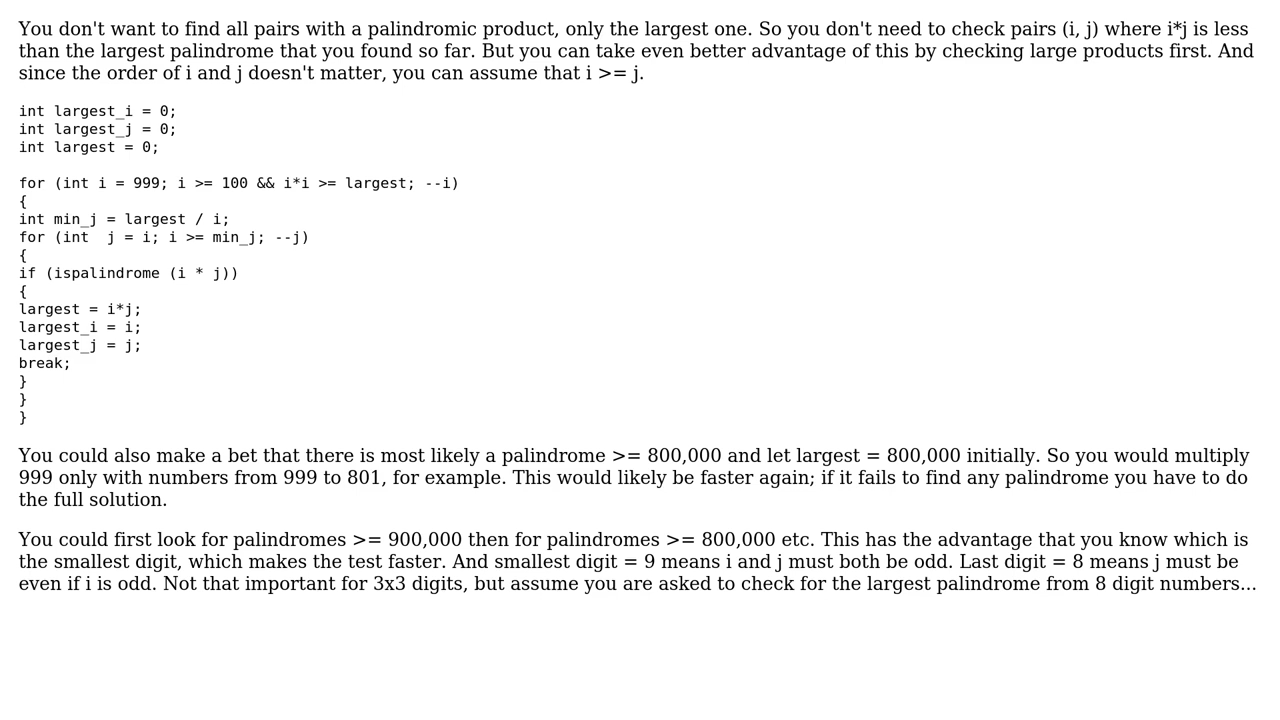 You don't want to find all pairs with a palindromic product, only the largest one. So you don't need to check pairs (i, j) where i*j is less
than the largest palindrome that you found so far. But you can take even better advantage of this by checking large products first. And
since the order of i and j doesn't matter, you can assume that i >= j.
int largest_i = 0;
int largest_j = 0;
int largest = 0;
for (int i = 999; i >= 100 && i*i >= largest; --i)
{
int min_j = largest / i;
for (int  j = i; i >= min_j; --j)
{
if (ispalindrome (i * j))
{
largest = i*j;
largest_i = i;
largest_j = j;
break;
}
}
}
You could also make a bet that there is most likely a palindrome >= 800,000 and let largest = 800,000 initially. So you would multiply
999 only with numbers from 999 to 801, for example. This would likely be faster again; if it fails to find any palindrome you have to do
the full solution.
You could first look for palindromes >= 900,000 then for palindromes >= 800,000 etc. This has the advantage that you know which is
the smallest digit, which makes the test faster. And smallest digit = 9 means i and j must both be odd. Last digit = 8 means j must be
even if i is odd. Not that important for 3x3 digits, but assume you are asked to check for the largest palindrome from 8 digit numbers...